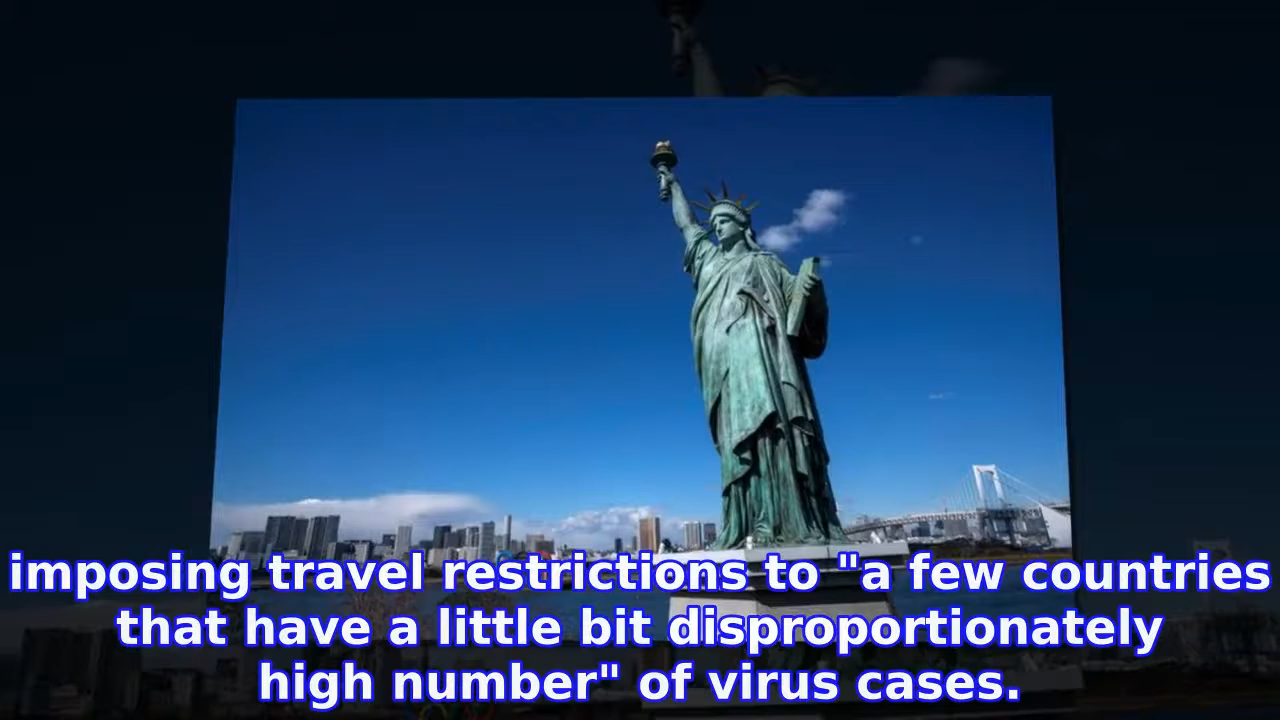 imposing travel restrictions to "a few countries
that have a little bit disproportionately
high number" of virus cases.